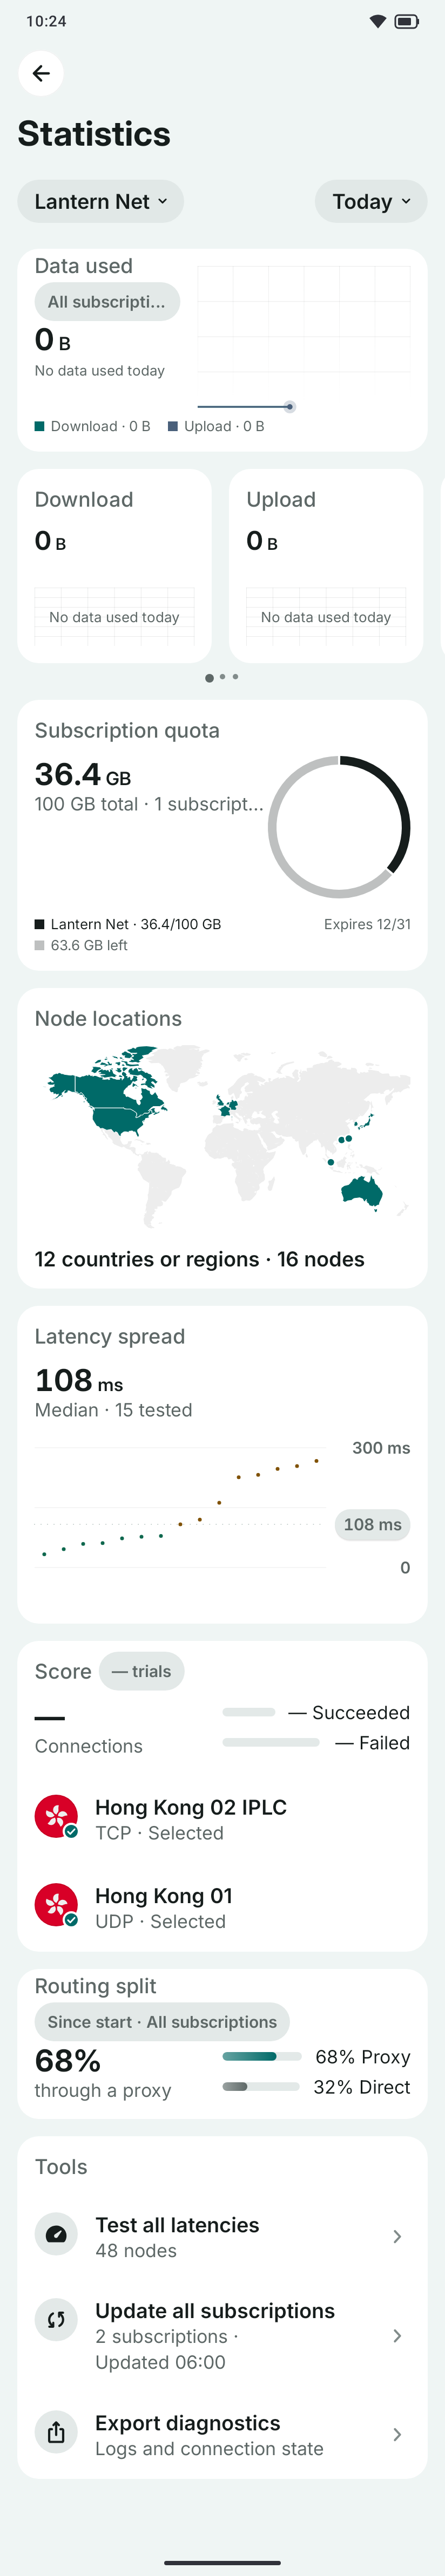 10:24
Statistics
Lantern Net
Today
Data used
All subscripti...
0 B
No data used today
Download · 0 B
Upload · 0 B
Download
0 B
No data used today
Upload
0 B
No data used today
Subscription quota
36.4 GB
100 GB total · 1 subscript...
Lantern Net · 36.4/100 GB
Expires 12/31
63.6 GB left
Node locations
12 countries or regions · 16 nodes
Latency spread
108 ms
Median · 15 tested
300 ms
108 ms
0
Score
— trials
—
— Succeeded
Connections
— Failed
Hong Kong 02 IPLC
TCP · Selected
Hong Kong 01
UDP · Selected
Routing split
Since start · All subscriptions
68%
through a proxy
68% Proxy
32% Direct
Tools
Test all latencies
48 nodes
Update all subscriptions
2 subscriptions ·
Updated 06:00
Export diagnostics
Logs and connection state